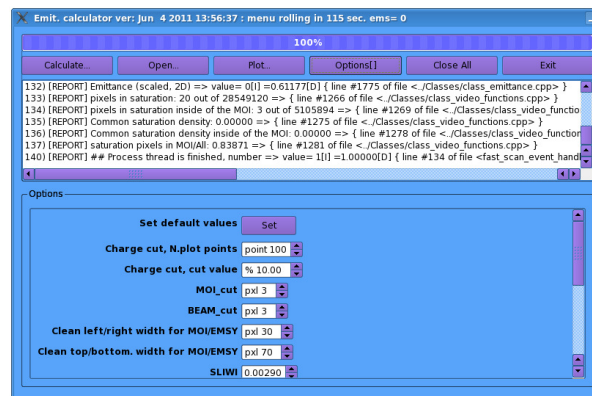 Emit. calculator ver: Jun 4 2011 13:56:37 : menu rolling in 115 sec. ems= 0
100%
Calculate... Open... Plot... Options[] Close All Exit
132) [REPORT] Emittance (scaled, 2D) => value= 0[I] =0.61177[D] { line #1775 of file <../Classes/class_emittance.cpp> }
133) [REPORT] pixels in saturation: 20 out of 28549120 => { line #1266 of file <../Classes/class_video_functions.cpp> }
134) [REPORT] pixels in saturation inside of the MOI: 3 out of 5105894 => { line #1269 of file <../Classes/class_video_functio
135) [REPORT] Common saturation density: 0.00000 => { line #1275 of file <../Classes/class_video_functions.cpp> }
136) [REPORT] Common saturation density inside of the MOI: 0.00000 => { line #1278 of file <../Classes/class_video_function
137) [REPORT] saturation pixels in MOI/All: 0.83871 => { line #1281 of file <../Classes/class_video_functions.cpp> }
140) [REPORT] ## Process thread is finished, number => value= 1[I] =1.00000[D] { line #134 of file <fast_scan_event_handl
Options
Set default values Set
Charge cut, N.plot points point 100
Charge cut, cut value % 10.00
MOI_cut pxl 3
BEAM_cut pxl 3
Clean left/right width for MOI/EMSY pxl 30
Clean top/bottom. width for MOI/EMSY pxl 70
SLIWI 0.00290